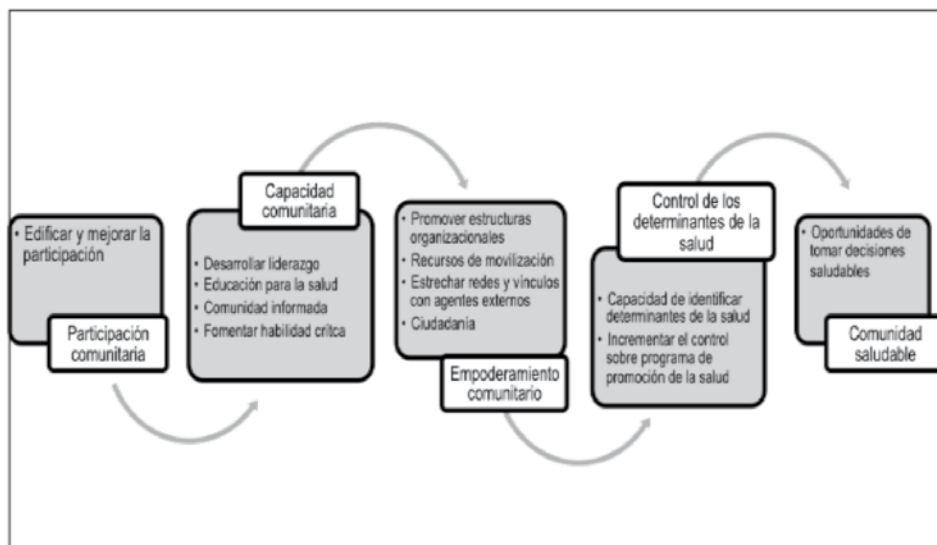 • Edificar y mejorar la
participación
Participación
comunitaria
Capacidad
comunitaria
• Desarrollar liderazgo
• Educación para la salud
• Comunidad informada
• Fomentar habilidad crítca
• Promover estructuras
organizacionales
• Recursos de movilización
• Estrechar redes y vínculos
con agentes externos
• Ciudadanía
Empoderamiento
comunitario
Control de los
determinantes de la
salud
• Capacidad de identificar
determinantes de la salud
• Incrementar el control
sobre programa de
promoción de la salud
• Oportunidades de
tomar decisiones
saludables
Comunidad
saludable